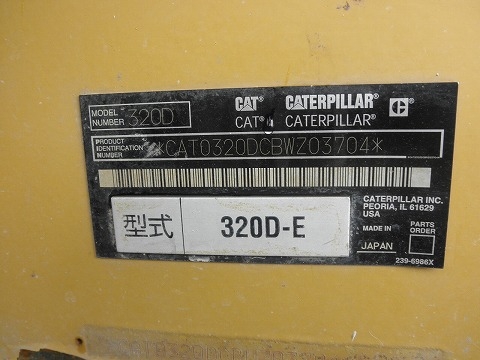 MODEL NUMBER 320D
CAT® CATERPILLAR®
CAT® CATERPILLAR®
PRODUCT IDENTIFICATION NUMBER *CAT0320DCBWZ03704*
型式 320D-E
CATERPILLAR INC.
PEORIA, IL 61629
USA
MADE IN JAPAN
PARTS ORDER
239-6986X